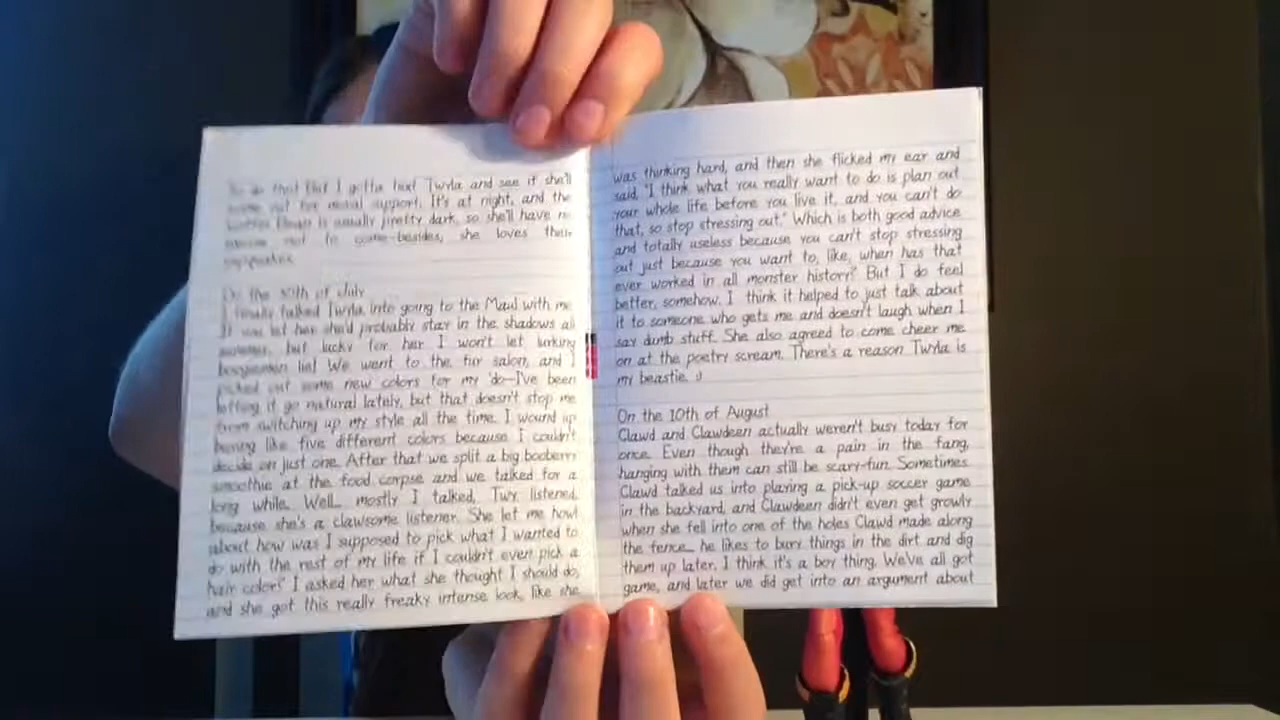 to do that. But I gotta text Twyla and see if she'll
come out for moral support. It's at night, and the
is usually pretty dark, so she'll have no
excuse not to come—besides, she loves their
cupcakes.
On the 30th of July
I finally talked Twyla into going to the Maul with me.
If I let her she'd probably stay in the shadows all
summer, but lucky for her I won't let lurking
boogeymen lie! We went to the fur salon, and I
picked out some new colors for my 'do—I've been
letting it go natural lately, but that doesn't stop me
from switching up my style all the time. I wound up
buying like five different colors because I couldn't
decide on just one. After that we split a big booberry
smoothie at the food corpse and we talked for a
long while. Well... mostly I talked, Twy listened,
because she's a clawsome listener. She let me howl
about how was I supposed to pick what I wanted to
do with the rest of my life if I couldn't even pick a
hair color? I asked her what she thought I should do,
and she got this really freaky intense look, like she
was thinking hard, and then she flicked my ear and
said, "I think what you really want to do is plan out
your whole life before you live it, and you can't do
that, so stop stressing out." Which is both good advice
and totally useless because you can't stop stressing
out just because you want to, like, when has that
ever worked in all monster history? But I do feel
better, somehow. I think it helped to just talk about
it to someone who gets me and doesn't laugh when I
say dumb stuff. She also agreed to come cheer me
on at the poetry scream. There's a reason Twyla is
my beastie. :)
On the 10th of August
Clawd and Clawdeen actually weren't busy today for
once. Even though they're a pain in the fang,
hanging with them can still be scary-fun. Sometimes.
Clawd talked us into playing a pick-up soccer game
in the backyard, and Clawdeen didn't even get growly
when she fell into one of the holes Clawd made along
the fence... he likes to bury things in the dirt and dig
them up later. I think it's a boy thing. We've all got
game, and later we did get into an argument about